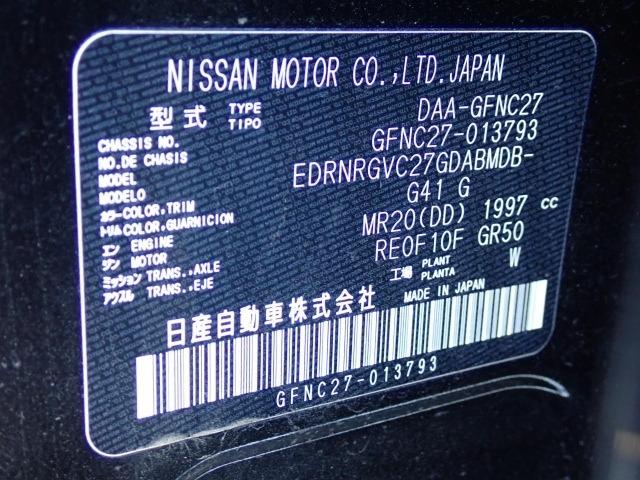 NISSAN MOTOR CO.,LTD.JAPAN
型式 TYPE TIPO DAA-GFNC27
CHASSIS NO. NO.DE CHASIS GFNC27-013793
MODEL MODELO EDRNRGVC27GDABMDB-
カラー COLOR,TRIM トリム COLOR,GUARNICION G41 G
エンジン ENGINE MOTOR MR20(DD) 1997 cc
ミッション TRANS.,AXLE アクスル TRANS.,EJE RE0F10F GR50
工場 PLANT PLANTA W
日産自動車株式会社 MADE IN JAPAN
GFNC27-013793